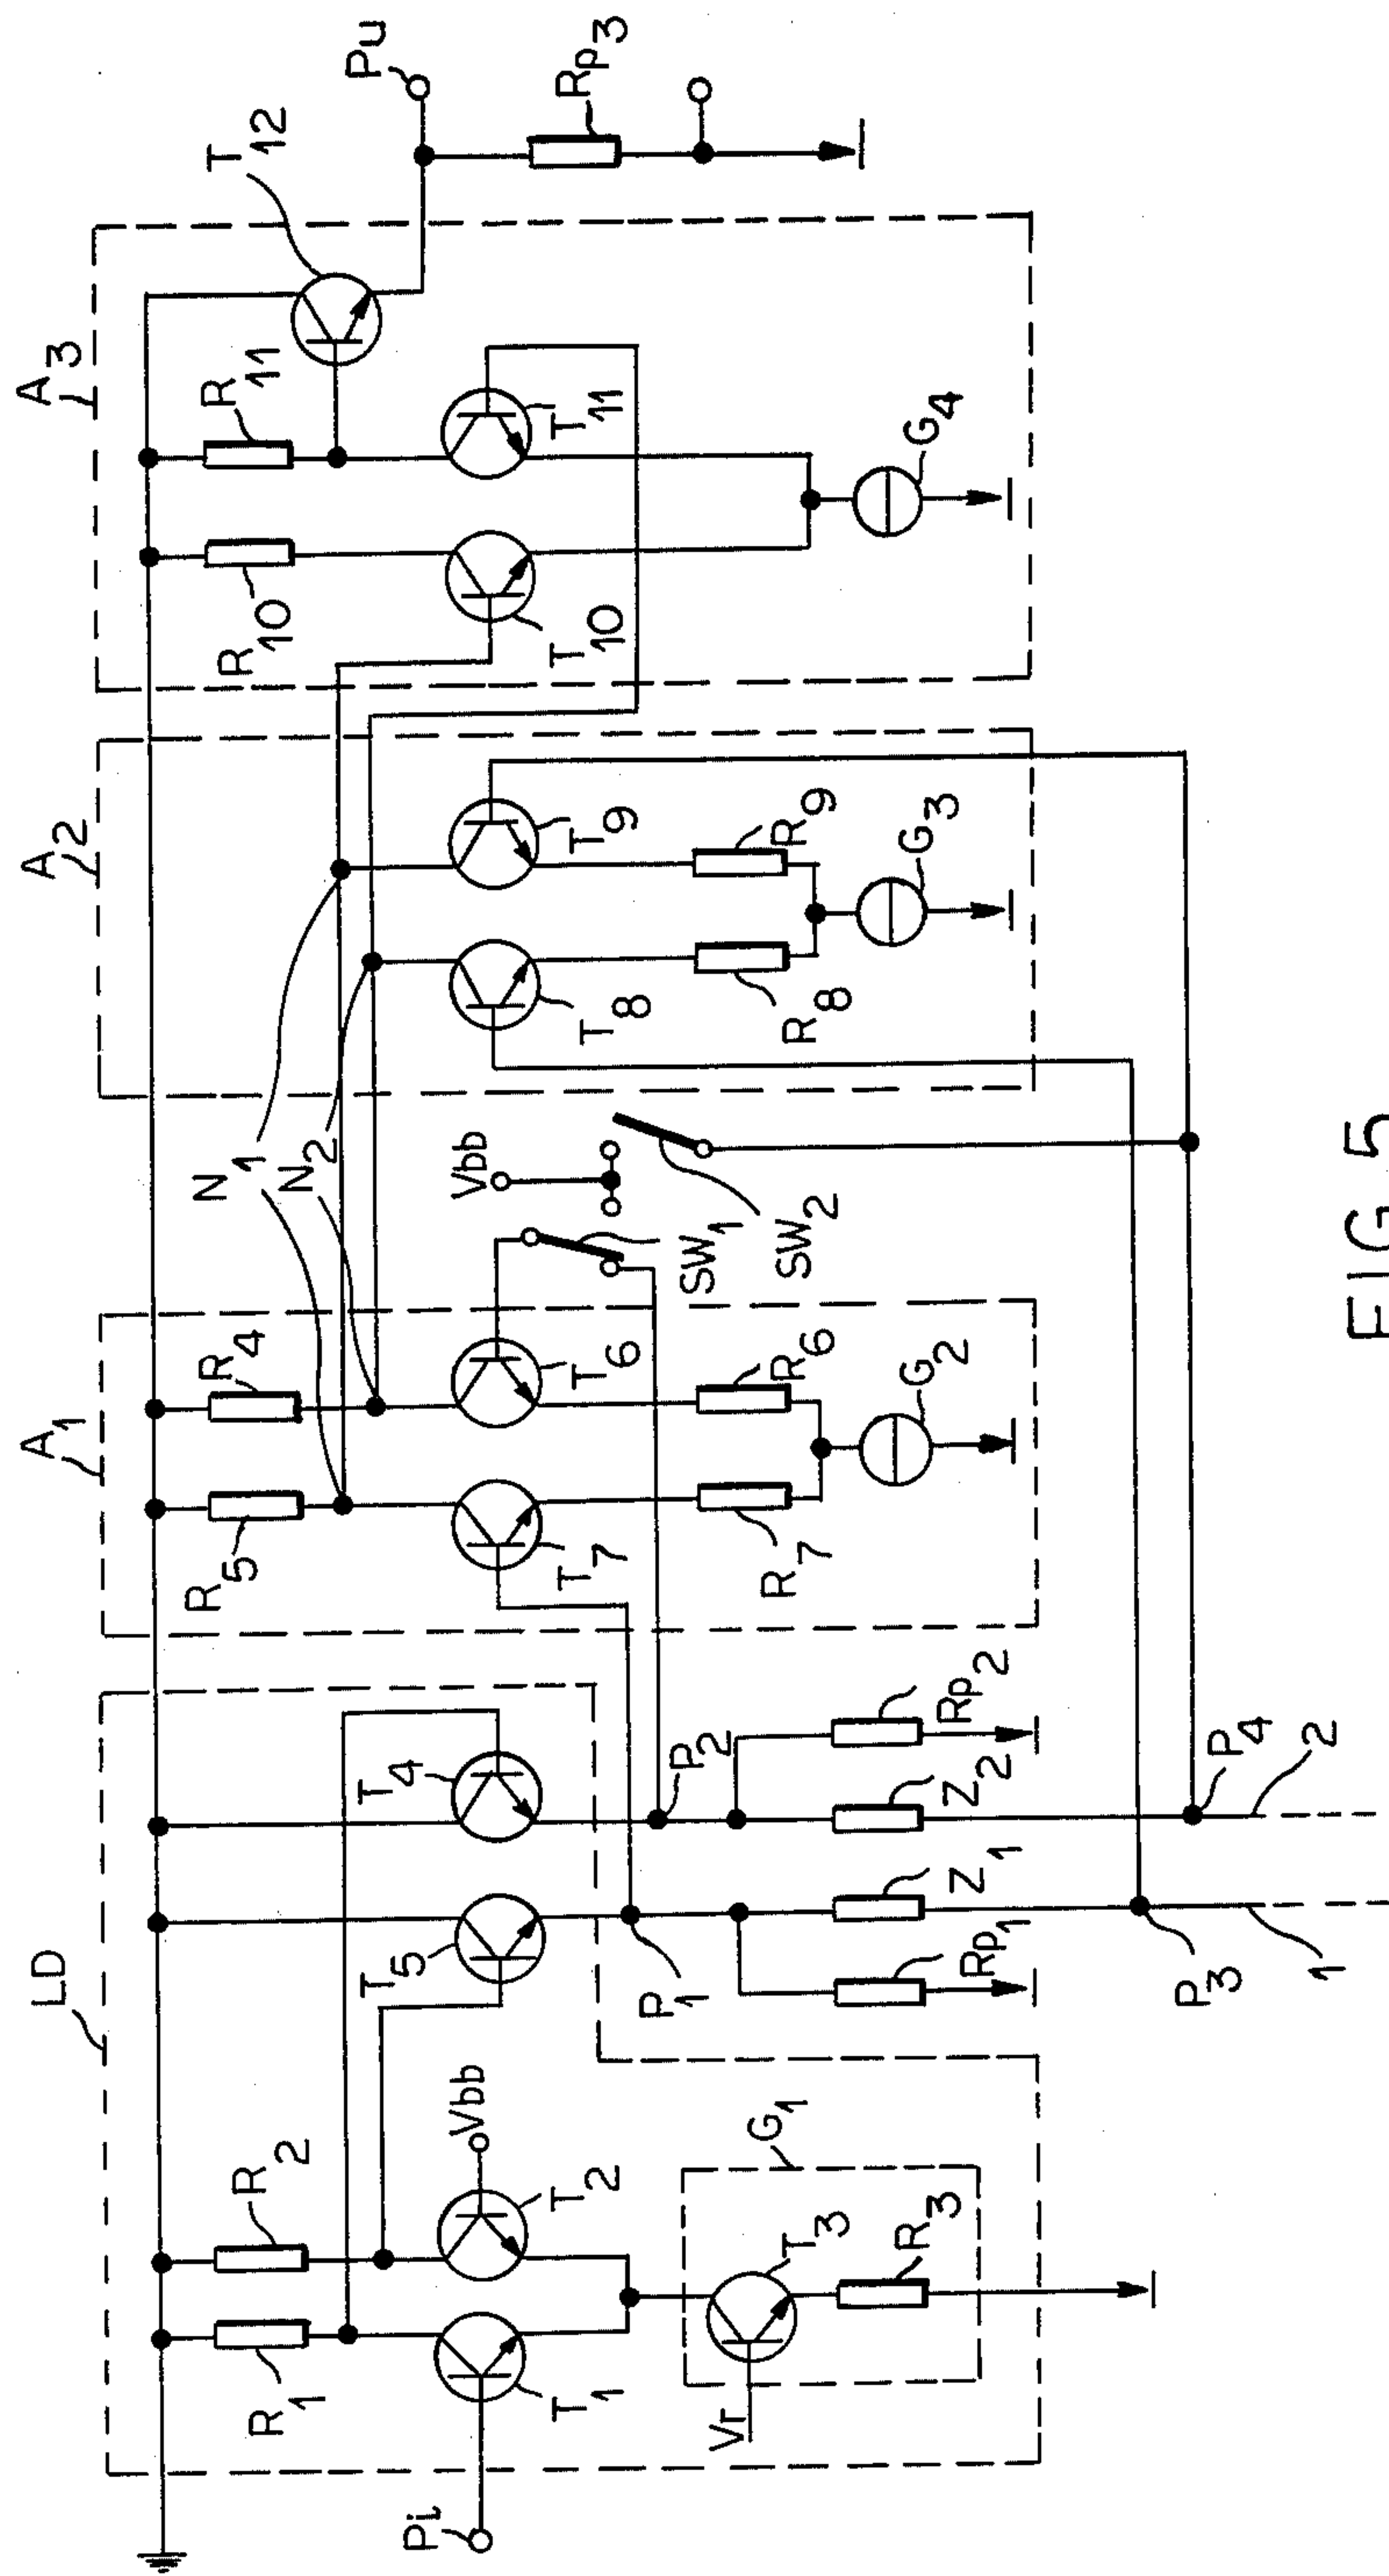 LD
A1
A2
A3
Pi
R1
R2
T1
T2
Vbb
Vr
G1
T3
R3
T5
T4
P1
P2
Rp1
Z1
Z2
Rp2
P3
P4
1
2
R5
R4
T7
T6
R7
R6
G2
N1
N2
Vbb
SW1
SW2
T8
T9
R8
R9
G3
R10
R11
T10
T11
G4
T12
Pu
Rp3
FIG 5